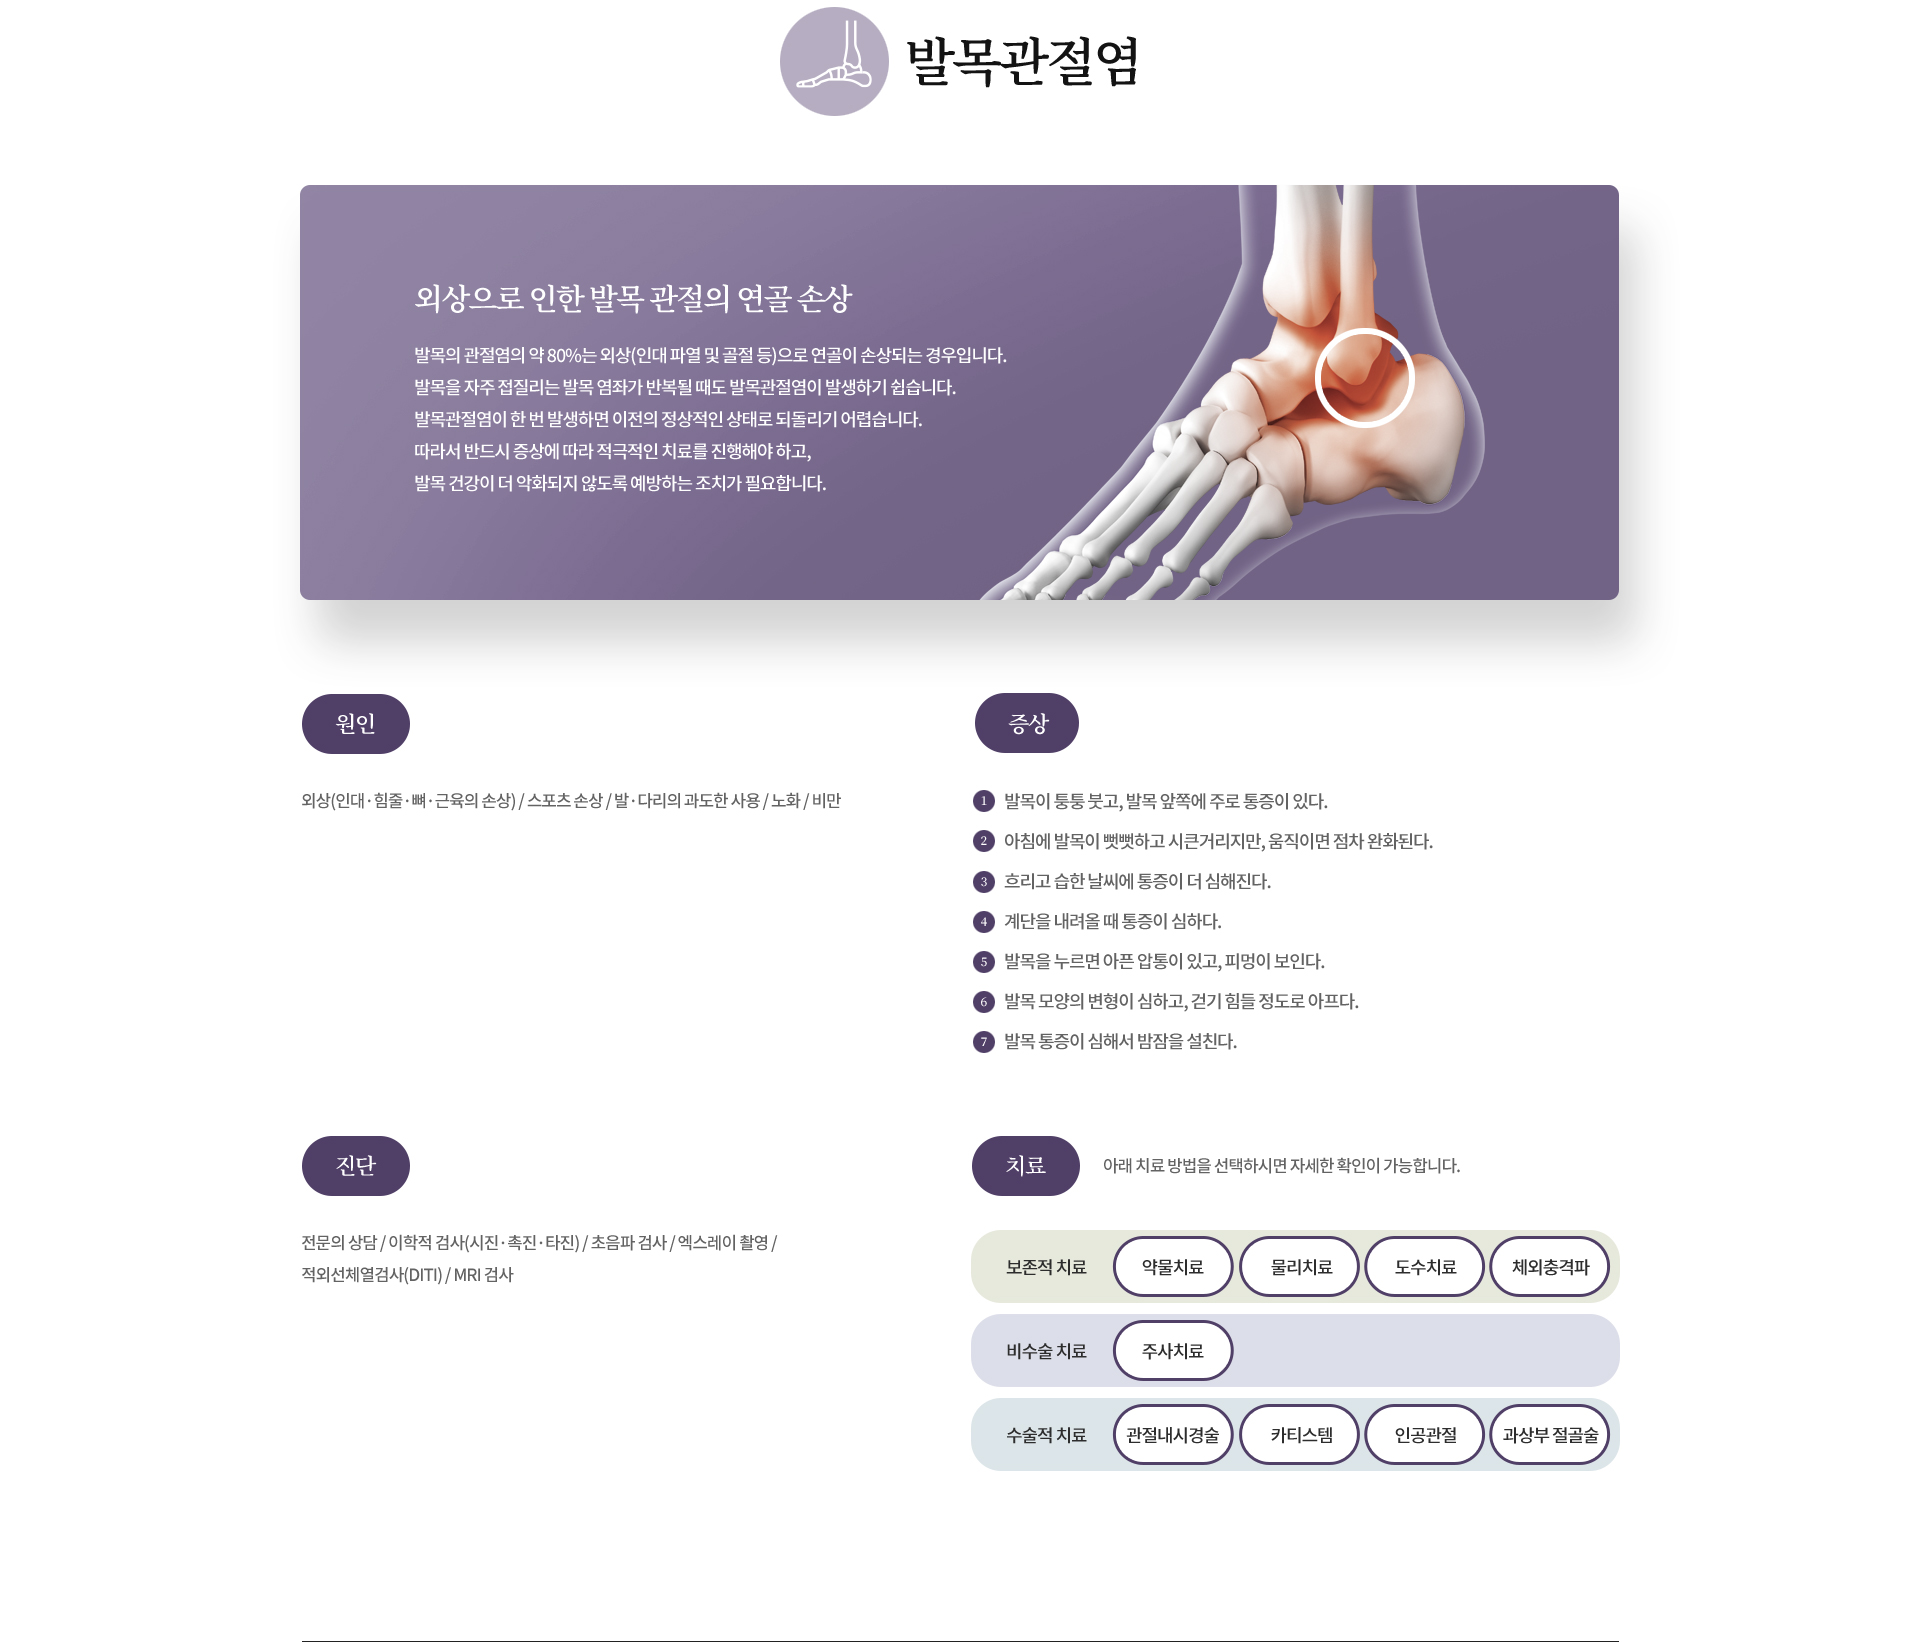 발목관절염
외상으로 인한 발목 관절의 연골 손상
발목의 관절염의 약 80%는 외상(인대 파열 및 골절 등)으로 연골이 손상되는 경우입니다.
발목을 자주 접질리는 발목 염좌가 반복될 때도 발목관절염이 발생하기 쉽습니다.
발목관절염이 한 번 발생하면 이전의 정상적인 상태로 되돌리기 어렵습니다.
따라서 반드시 증상에 따라 적극적인 치료를 진행해야 하고,
발목 건강이 더 악화되지 않도록 예방하는 조치가 필요합니다.
원인
외상(인대·힘줄·뼈·근육의 손상) / 스포츠 손상 / 발·다리의 과도한 사용 / 노화 / 비만
증상
1 발목이 퉁퉁 붓고, 발목 앞쪽에 주로 통증이 있다.
2 아침에 발목이 뻣뻣하고 시큰거리지만, 움직이면 점차 완화된다.
3 흐리고 습한 날씨에 통증이 더 심해진다.
4 계단을 내려올 때 통증이 심하다.
5 발목을 누르면 아픈 압통이 있고, 피멍이 보인다.
6 발목 모양의 변형이 심하고, 걷기 힘들 정도로 아프다.
7 발목 통증이 심해서 밤잠을 설친다.
진단
전문의 상담 / 이학적 검사(시진·촉진·타진) / 초음파 검사 / 엑스레이 촬영 /
적외선체열검사(DITI) / MRI 검사
치료 아래 치료 방법을 선택하시면 자세한 확인이 가능합니다.
보존적 치료 약물치료 물리치료 도수치료 체외충격파
비수술 치료 주사치료
수술적 치료 관절내시경술 카티스템 인공관절 과상부 절골술